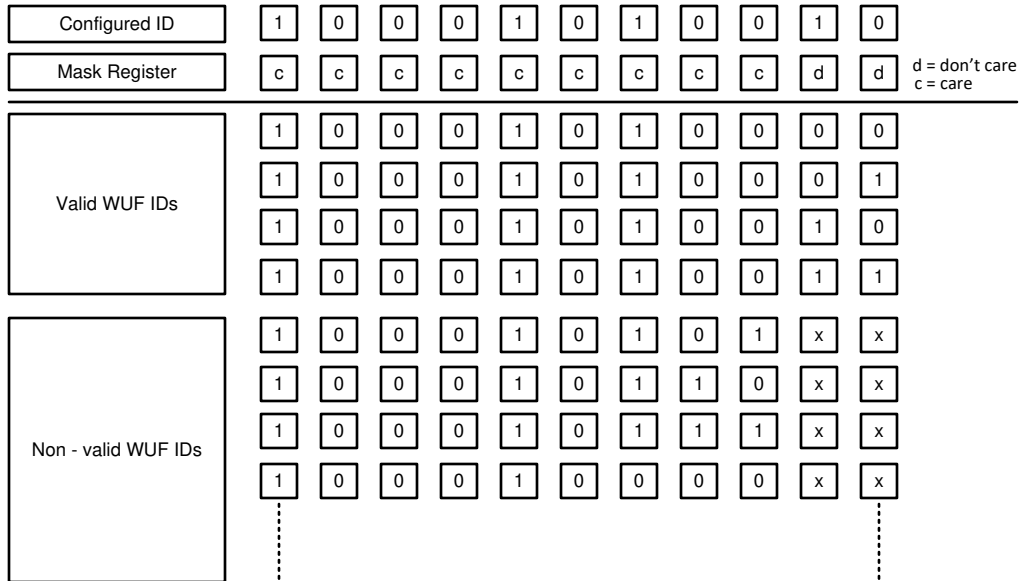 Configured ID 1 0 0 0 1 0 1 0 0 1 0
Mask Register c c c c c c c c c d d
d = don't care
c = care
Valid WUF IDs
1 0 0 0 1 0 1 0 0 0 0
1 0 0 0 1 0 1 0 0 0 1
1 0 0 0 1 0 1 0 0 1 0
1 0 0 0 1 0 1 0 0 1 1
Non - valid WUF IDs
1 0 0 0 1 0 1 0 1 x x
1 0 0 0 1 0 1 1 0 x x
1 0 0 0 1 0 1 1 1 x x
1 0 0 0 1 0 0 0 0 x x